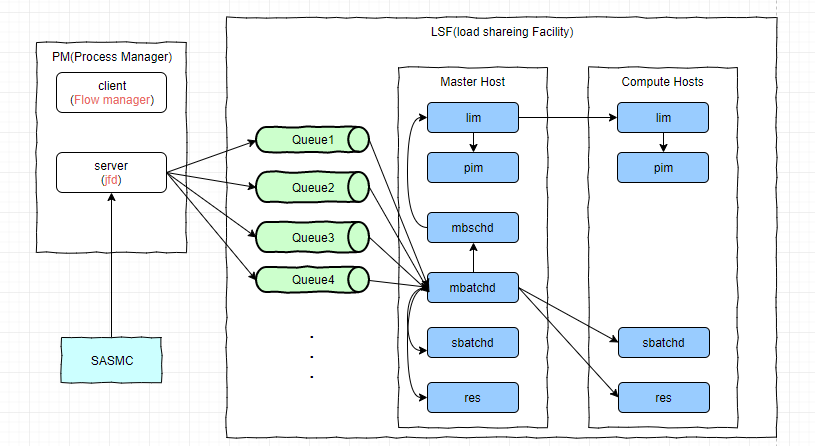 LSF(load shareing Facility)
PM(Process Manager)
client
(Flow manager)
server
(jfd)
SASMC
Queue1
Queue2
Queue3
Queue4
.
.
.
Master Host
lim
pim
mbschd
mbatchd
sbatchd
res
Compute Hosts
lim
pim
sbatchd
res